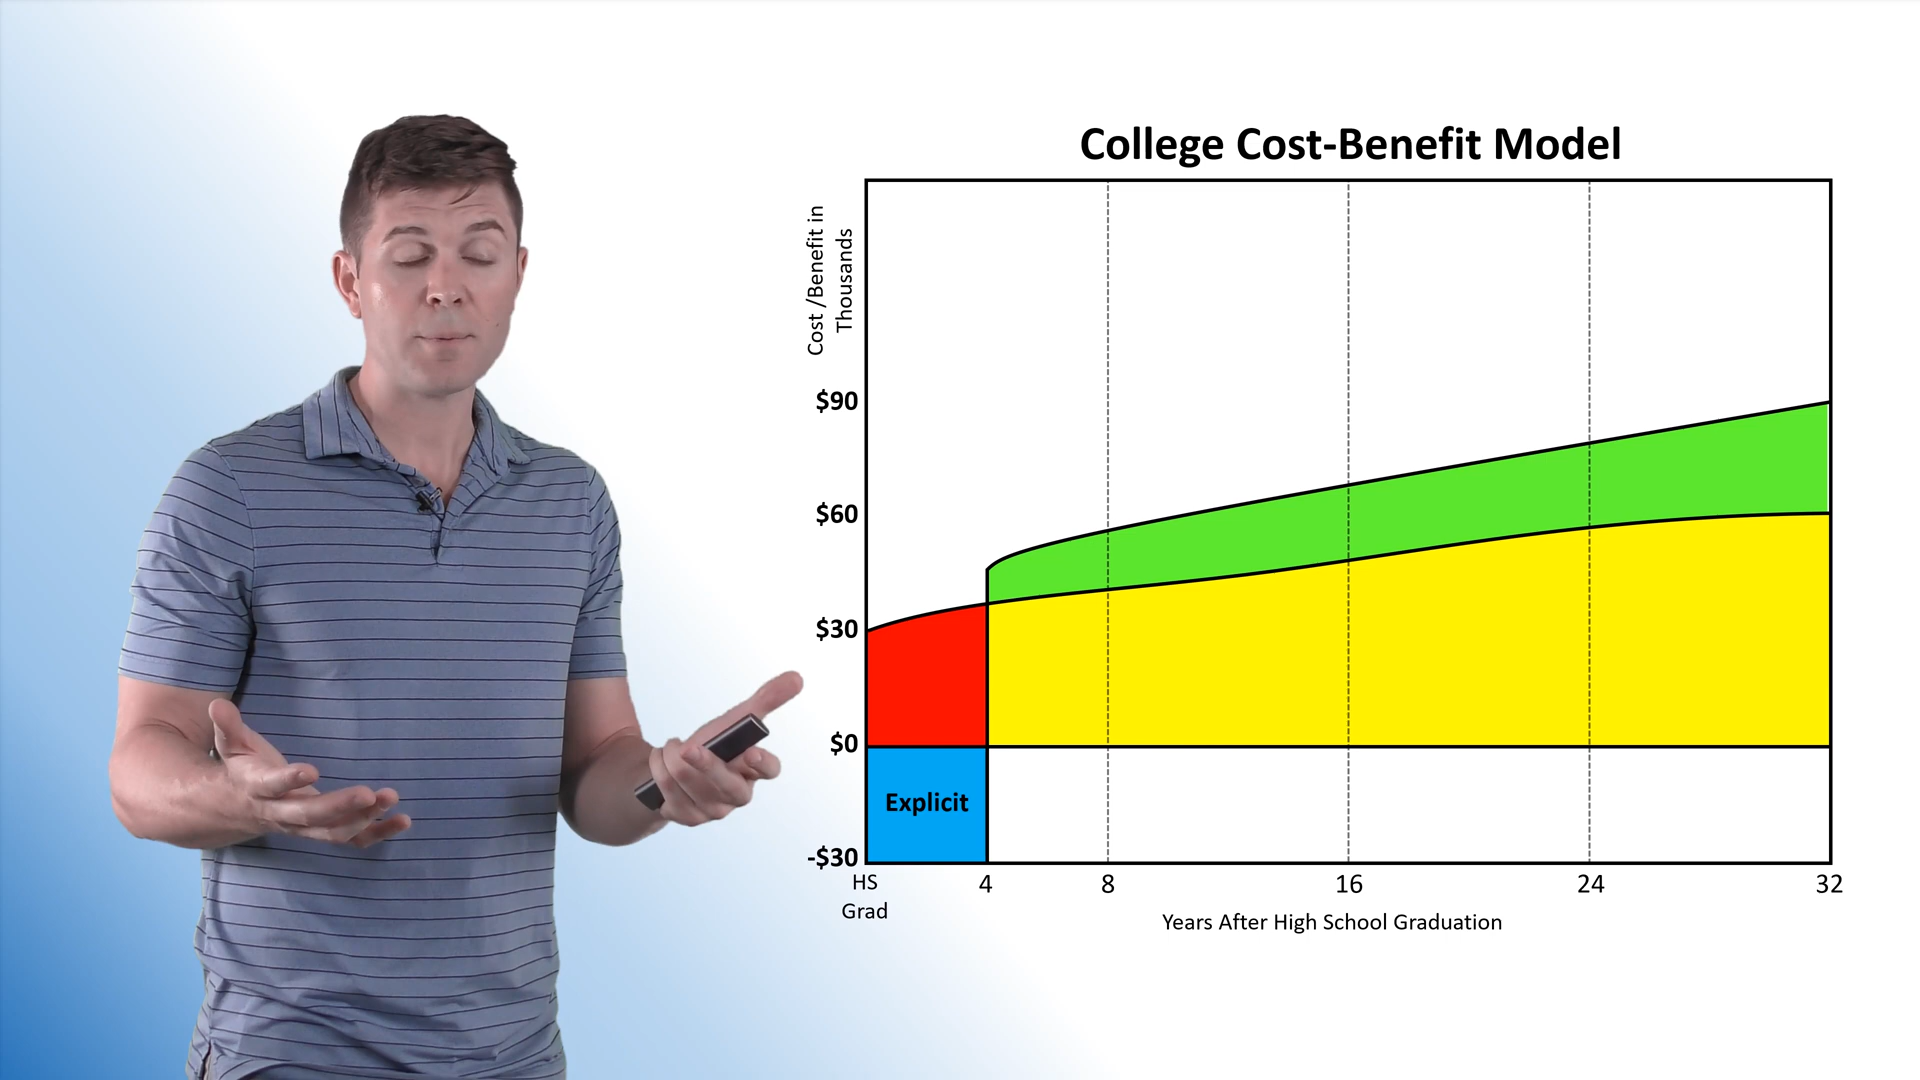 College Cost-Benefit Model
Cost /Benefit in
Thousands
$90
$60
$30
$0
-$30
Explicit
HS
Grad
4
8
16
24
32
Years After High School Graduation